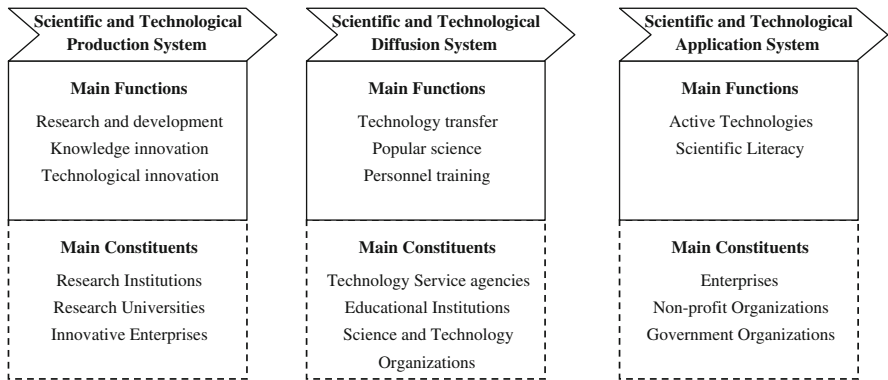 Scientific and Technological
Production System
Main Functions
Research and development
Knowledge innovation
Technological innovation
Main Constituents
Research Institutions
Research Universities
Innovative Enterprises
Scientific and Technological
Diffusion System
Main Functions
Technology transfer
Popular science
Personnel training
Main Constituents
Technology Service agencies
Educational Institutions
Science and Technology
Organizations
Scientific and Technological
Application System
Main Functions
Active Technologies
Scientific Literacy
Main Constituents
Enterprises
Non-profit Organizations
Government Organizations